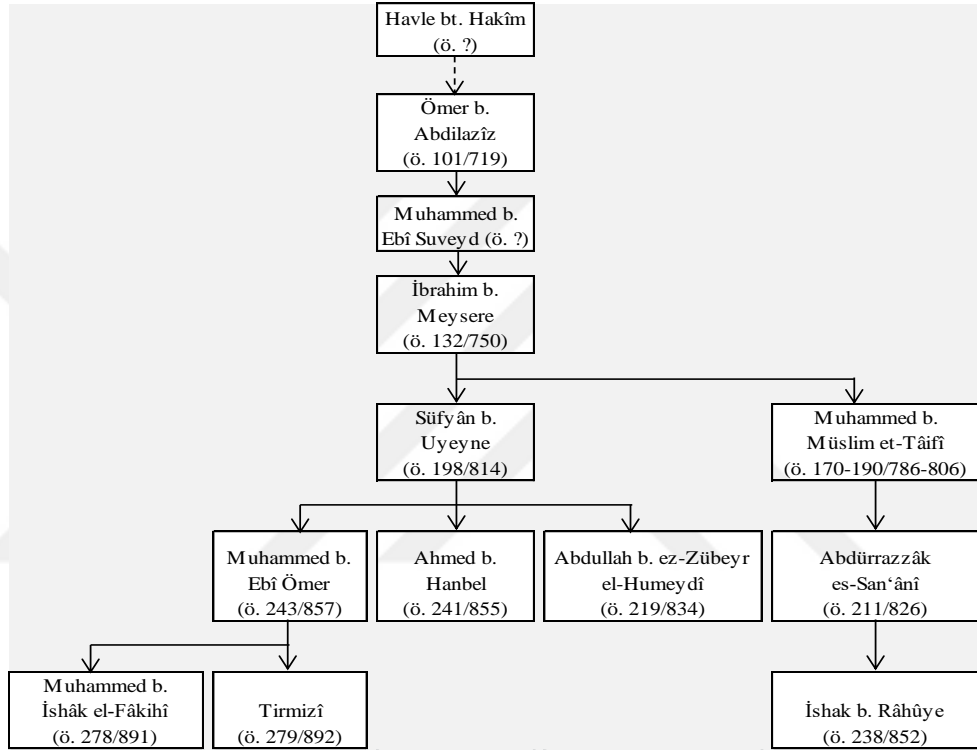 Havle bt. Hakîm
(ö. ?)
Ömer b.
Abdilazîz
(ö. 101/719)
Muhammed b.
Ebî Suveyd (ö. ?)
İbrahim b.
Meysere
(ö. 132/750)
Süfyân b.
Uyeyne
(ö. 198/814)
Muhammed b.
Müslim et-Tâifî
(ö. 170-190/786-806)
Muhammed b.
Ebî Ömer
(ö. 243/857)
Ahmed b.
Hanbel
(ö. 241/855)
Abdullah b. ez-Zübeyr
el-Humeydî
(ö. 219/834)
Abdürrazzâk
es-San‘ânî
(ö. 211/826)
Muhammed b.
İshâk el-Fâkihî
(ö. 278/891)
Tirmizî
(ö. 279/892)
İshak b. Râhûye
(ö. 238/852)